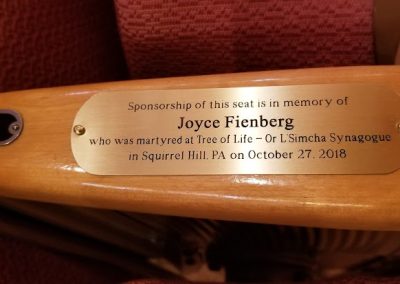 Sponsorship of this seat is in memory of
Joyce Fienberg
who was martyred at Tree of Life – Or L'Simcha Synagogue
in Squirrel Hill, PA on October 27, 2018